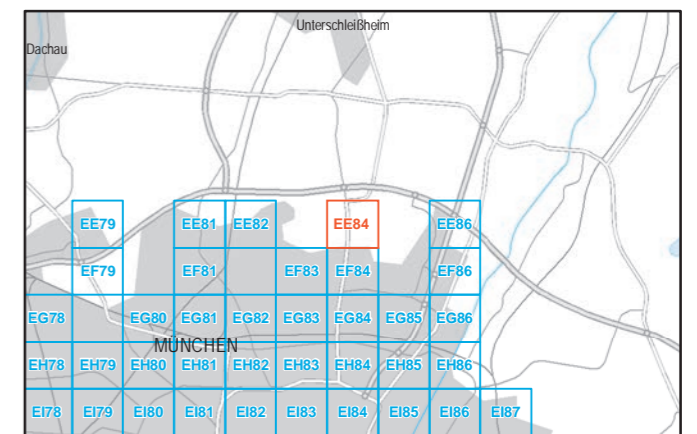 Unterschleißheim
Dachau
EE79 EE81 EE82 EE84 EE86
EF79 EF81 EF83 EF84 EF86
EG78 EG80 EG81 EG82 EG83 EG84 EG85 EG86
MÜNCHEN
EH78 EH79 EH80 EH81 EH82 EH83 EH84 EH85 EH86
EI78 EI79 EI80 EI81 EI82 EI83 EI84 EI85 EI86 EI87